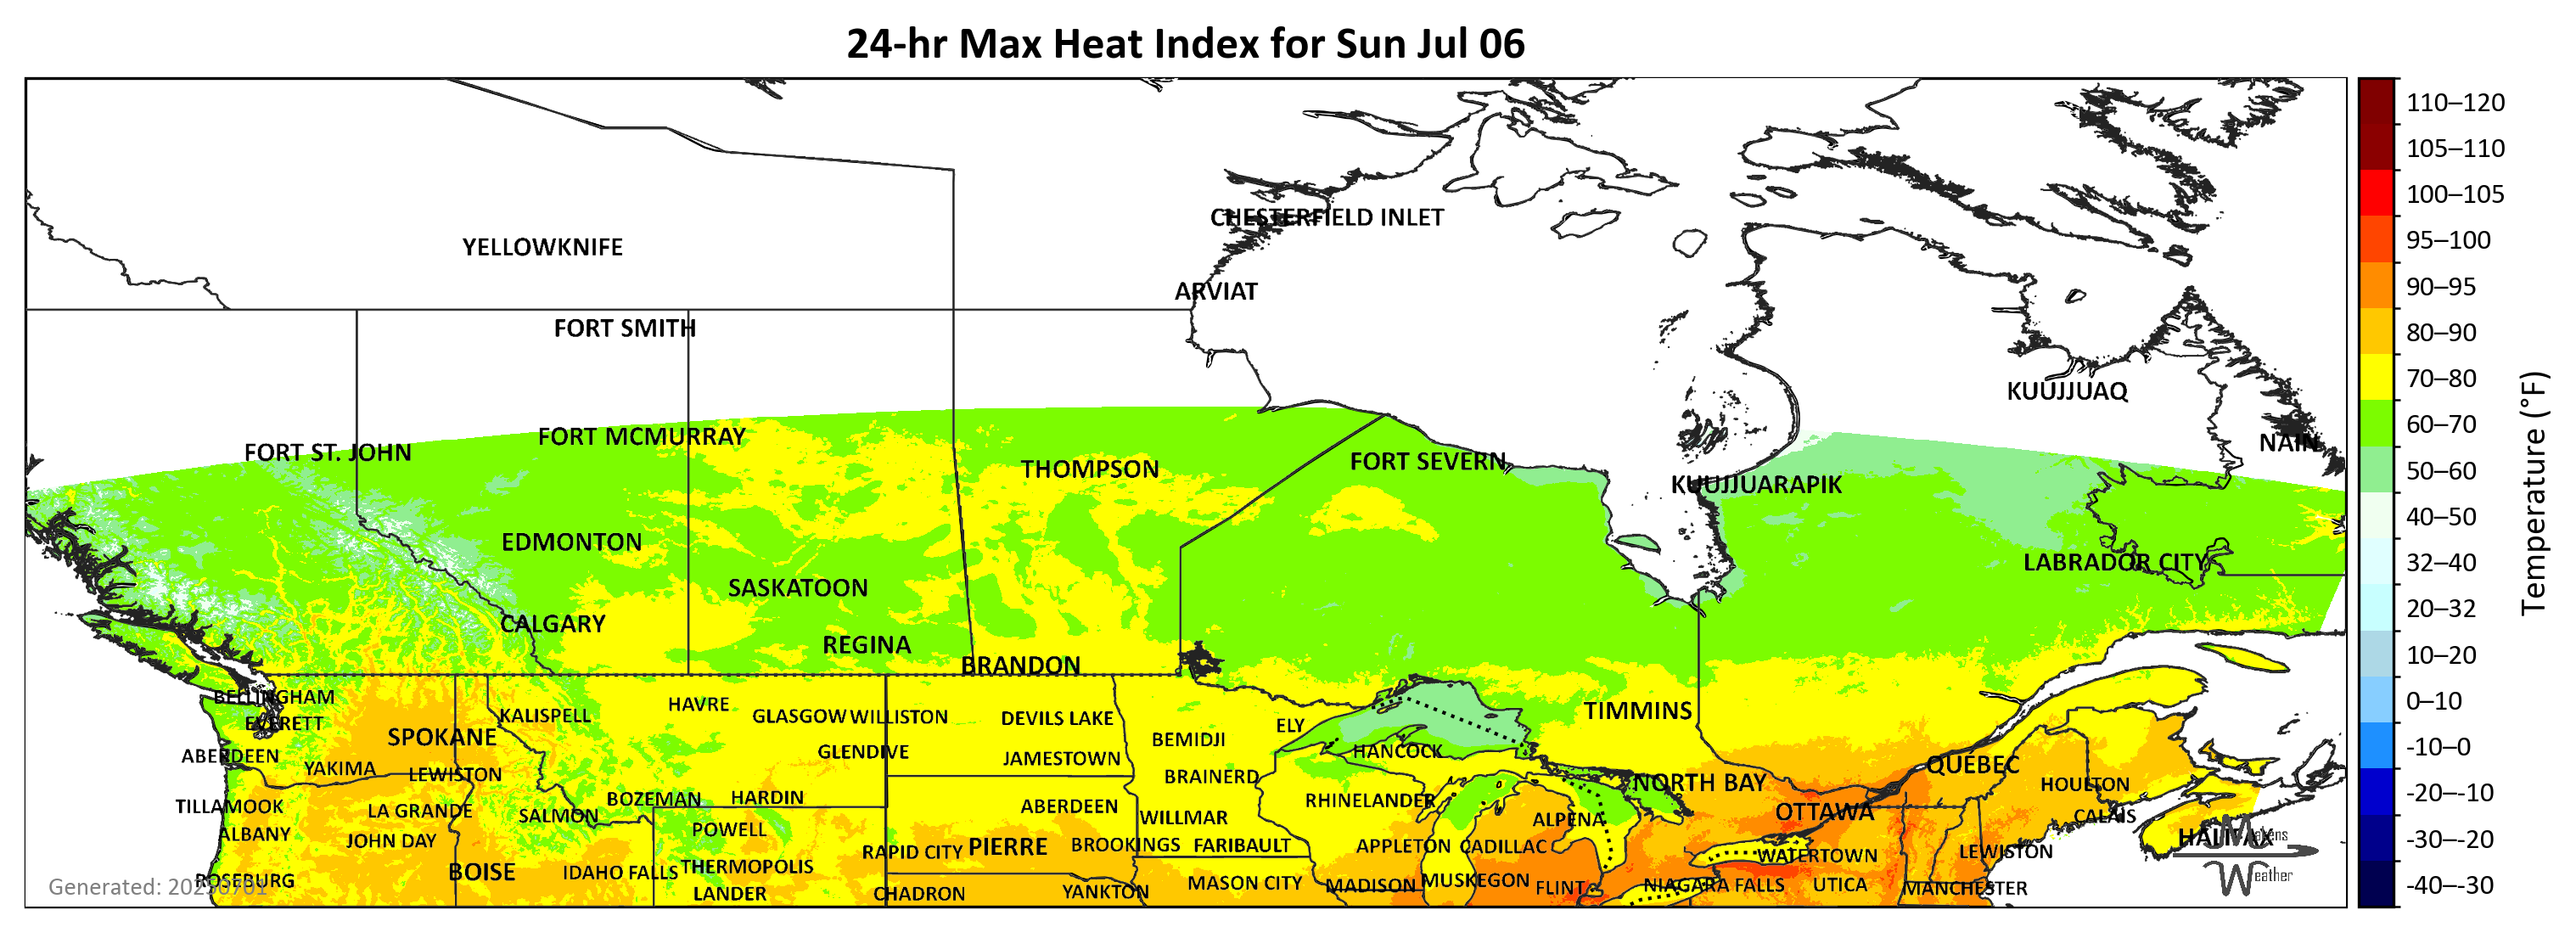 24-hr Max Heat Index for Sun Jul 06
CHESTERFIELD INLET
YELLOWKNIFE
ARVIAT
FORT SMITH
KUUJJUAQ
FORT MCMURRAY
NAIN
FORT ST. JOHN
FORT SEVERN
THOMPSON
KUUJJUARAPIK
EDMONTON
LABRADOR CITY
SASKATOON
CALGARY
REGINA
BRANDON
BELLINGHAM
HAVRE
KALISPELL
GLASGOW
WILLISTON
DEVILS LAKE
TIMMINS
EVERETT
ELY
SPOKANE
BEMIDJI
GLENDIVE
HANCOCK
ABERDEEN
JAMESTOWN
QUÉBEC
YAKIMA
LEWISTON
BRAINERD
NORTH BAY
HOULTON
BOZEMAN
HARDIN
RHINELANDER
TILLAMOOK
LA GRANDE
SALMON
ABERDEEN
WILLMAR
ALPENA
OTTAWA
CALAIS
ALBANY
JOHN DAY
POWELL
HALIFAX
RAPID CITY
PIERRE
BROOKINGS
FARIBAULT
APPLETON
CADILLAC
WATERTOWN
LEWISTON
BOISE
IDAHO FALLS
THERMOPOLIS
ROSEBURG
LANDER
CHADRON
YANKTON
MASON CITY
MADISON
MUSKEGON
FLINT
NIAGARA FALLS
UTICA
MANCHESTER
Generated: 20250701
Makens
Weather
110–120
105–110
100–105
95–100
90–95
80–90
70–80
60–70
50–60
40–50
32–40
20–32
10–20
0–10
-10–0
-20–-10
-30–-20
-40–-30
Temperature (°F)